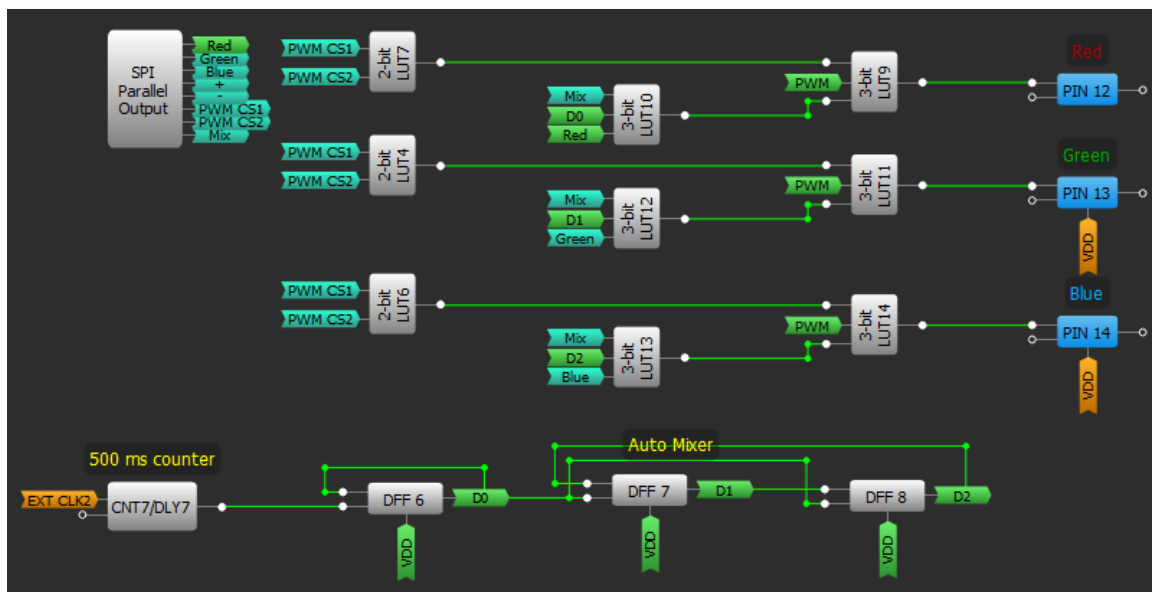 SPI
Parallel
Output
Red
Green
Blue
+
-
PWM CS1
PWM CS2
Mix
PWM CS1
PWM CS2
2-bit
LUT7
Mix
D0
Red
3-bit
LUT10
PWM
3-bit
LUT9
Red
PIN 12
PWM CS1
PWM CS2
2-bit
LUT4
Mix
D1
Green
3-bit
LUT12
PWM
3-bit
LUT11
Green
PIN 13
VDD
PWM CS1
PWM CS2
2-bit
LUT6
Mix
D2
Blue
3-bit
LUT13
PWM
3-bit
LUT14
Blue
PIN 14
VDD
500 ms counter
EXT CLK2
CNT7/DLY7
DFF 6
D0
VDD
Auto Mixer
DFF 7
D1
VDD
DFF 8
D2
VDD